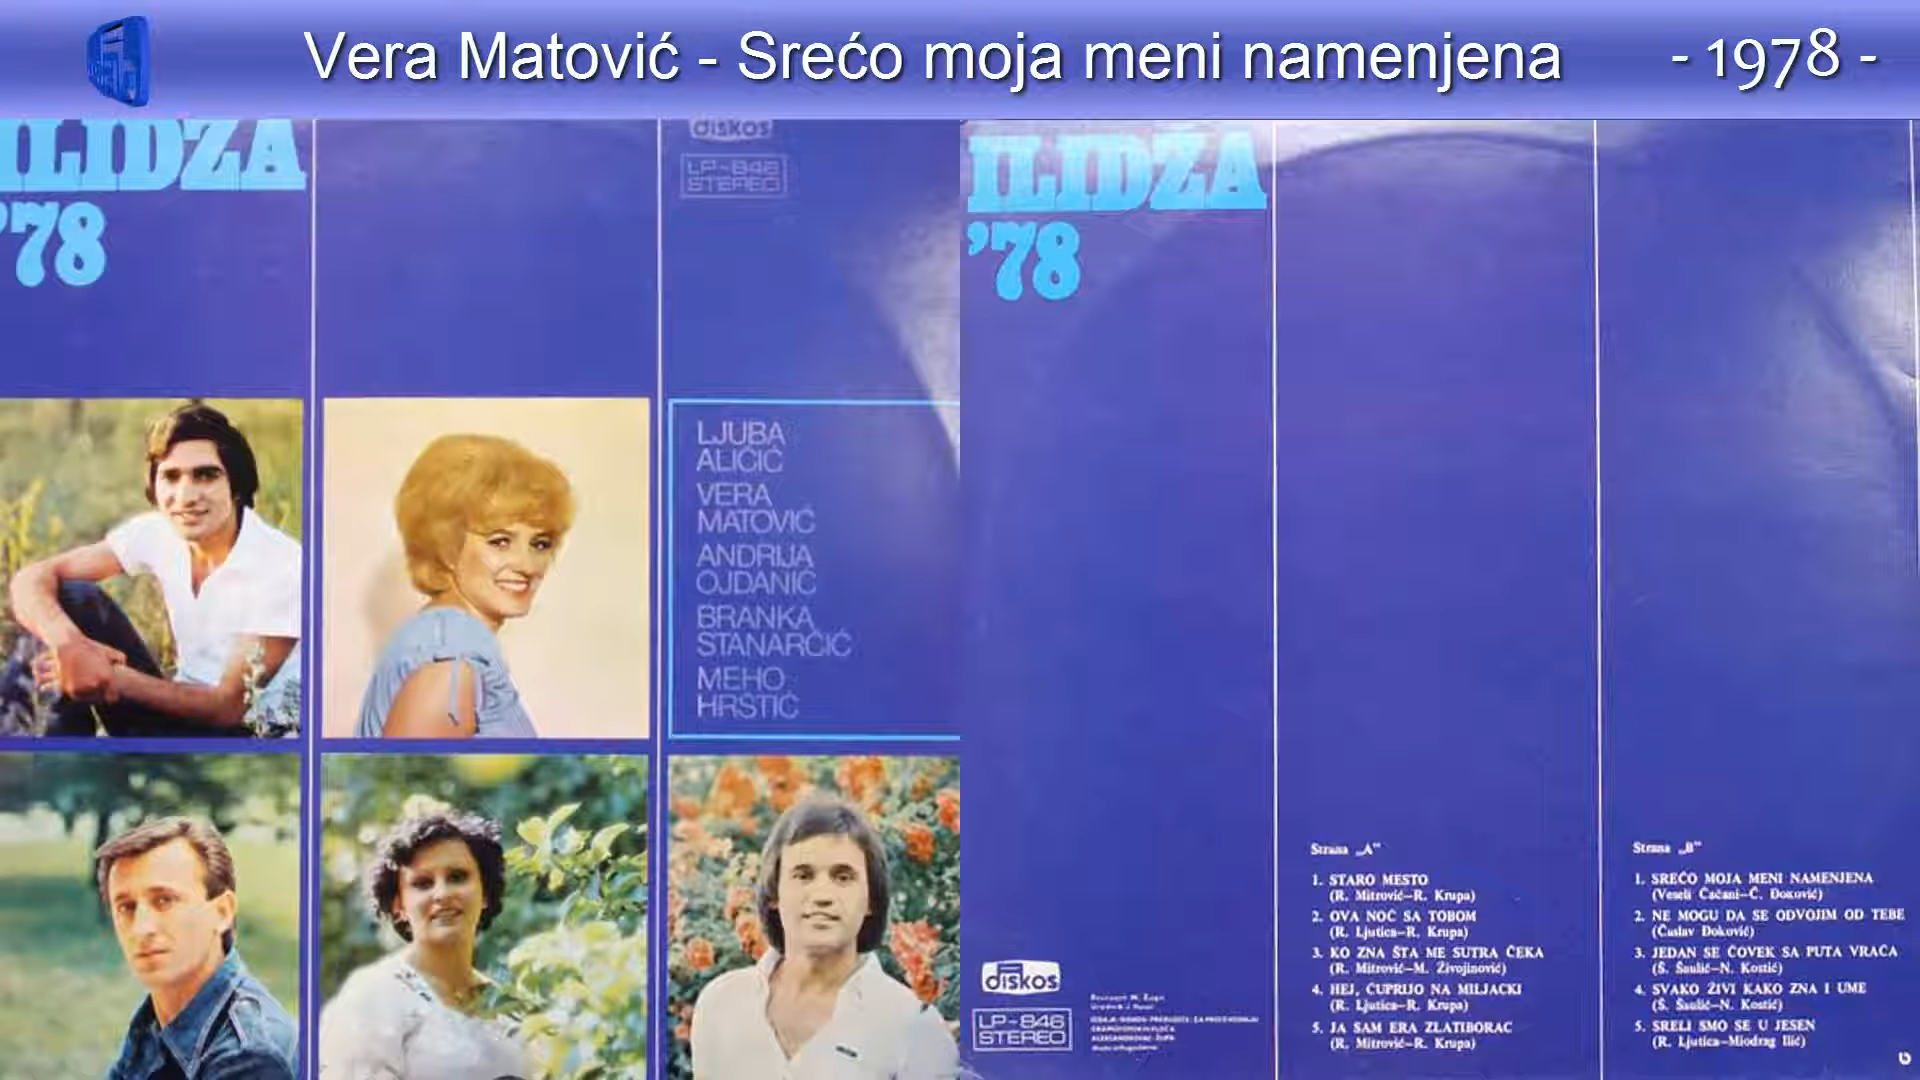 Vera Matović - Srećo moja meni namenjena - 1978 -
ILIDŽA
'78
diskos
LP-846
STEREO
LJUBA
ALIČIĆ
VERA
MATOVIĆ
ANDRIJA
OJDANIĆ
BRANKA
STANARČIĆ
MEHO
HRSTIĆ
ILIDŽA
'78
diskos
LP-846
STEREO
Strana „A"
1. STARO MESTO
(R. Mitrović—R. Krupa)
2. OVA NOĆ SA TOBOM
(R. Ljutica—R. Krupa)
3. KO ZNA ŠTA ME SUTRA ČEKA
(R. Mitrović—M. Živojinović)
4. HEJ, ĆUPRIJO NA MILJACKI
(R. Ljutica—R. Krupa)
5. JA SAM ERA ZLATIBORAC
(R. Mitrović—R. Krupa)
Strana „B"
1. SREĆO MOJA MENI NAMENJENA
(Veseli Čačani—Č. Đoković)
2. NE MOGU DA SE ODVOJIM OD TEBE
(Časlav Đoković)
3. JEDAN SE ČOVEK SA PUTA VRAĆA
(Š. Šaulić—N. Kostić)
4. SVAKO ŽIVI KAKO ZNA I UME
(Š. Šaulić—N. Kostić)
5. SRELI SMO SE U JESEN
(R. Ljutica—Miodrag Ilić)